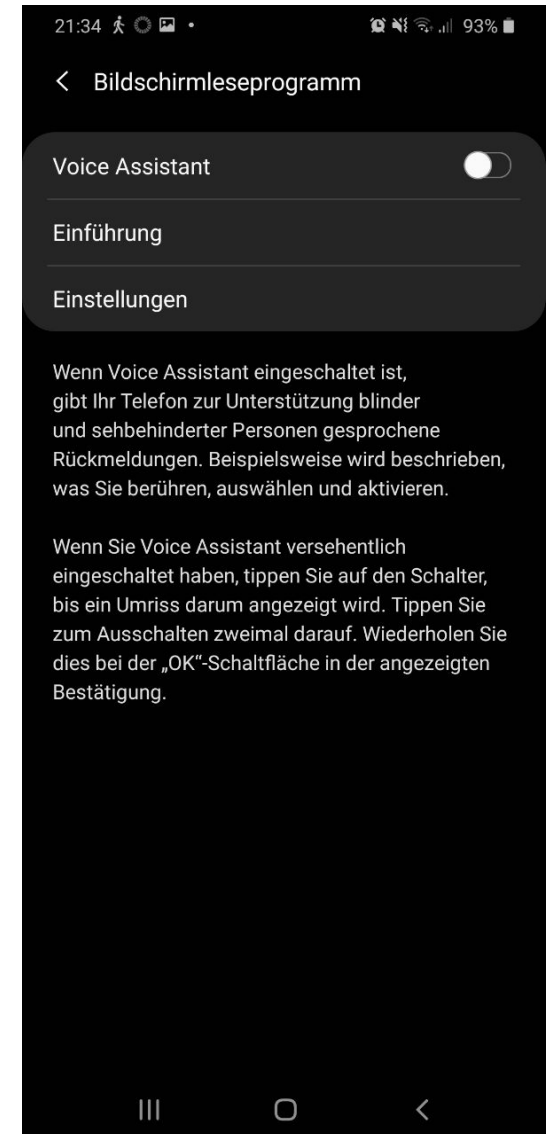 21:34 93%
Bildschirmleseprogramm
Voice Assistant
Einführung
Einstellungen
Wenn Voice Assistant eingeschaltet ist,
gibt Ihr Telefon zur Unterstützung blinder
und sehbehinderter Personen gesprochene
Rückmeldungen. Beispielsweise wird beschrieben,
was Sie berühren, auswählen und aktivieren.
Wenn Sie Voice Assistant versehentlich
eingeschaltet haben, tippen Sie auf den Schalter,
bis ein Umriss darum angezeigt wird. Tippen Sie
zum Ausschalten zweimal darauf. Wiederholen Sie
dies bei der „OK“-Schaltfläche in der angezeigten
Bestätigung.